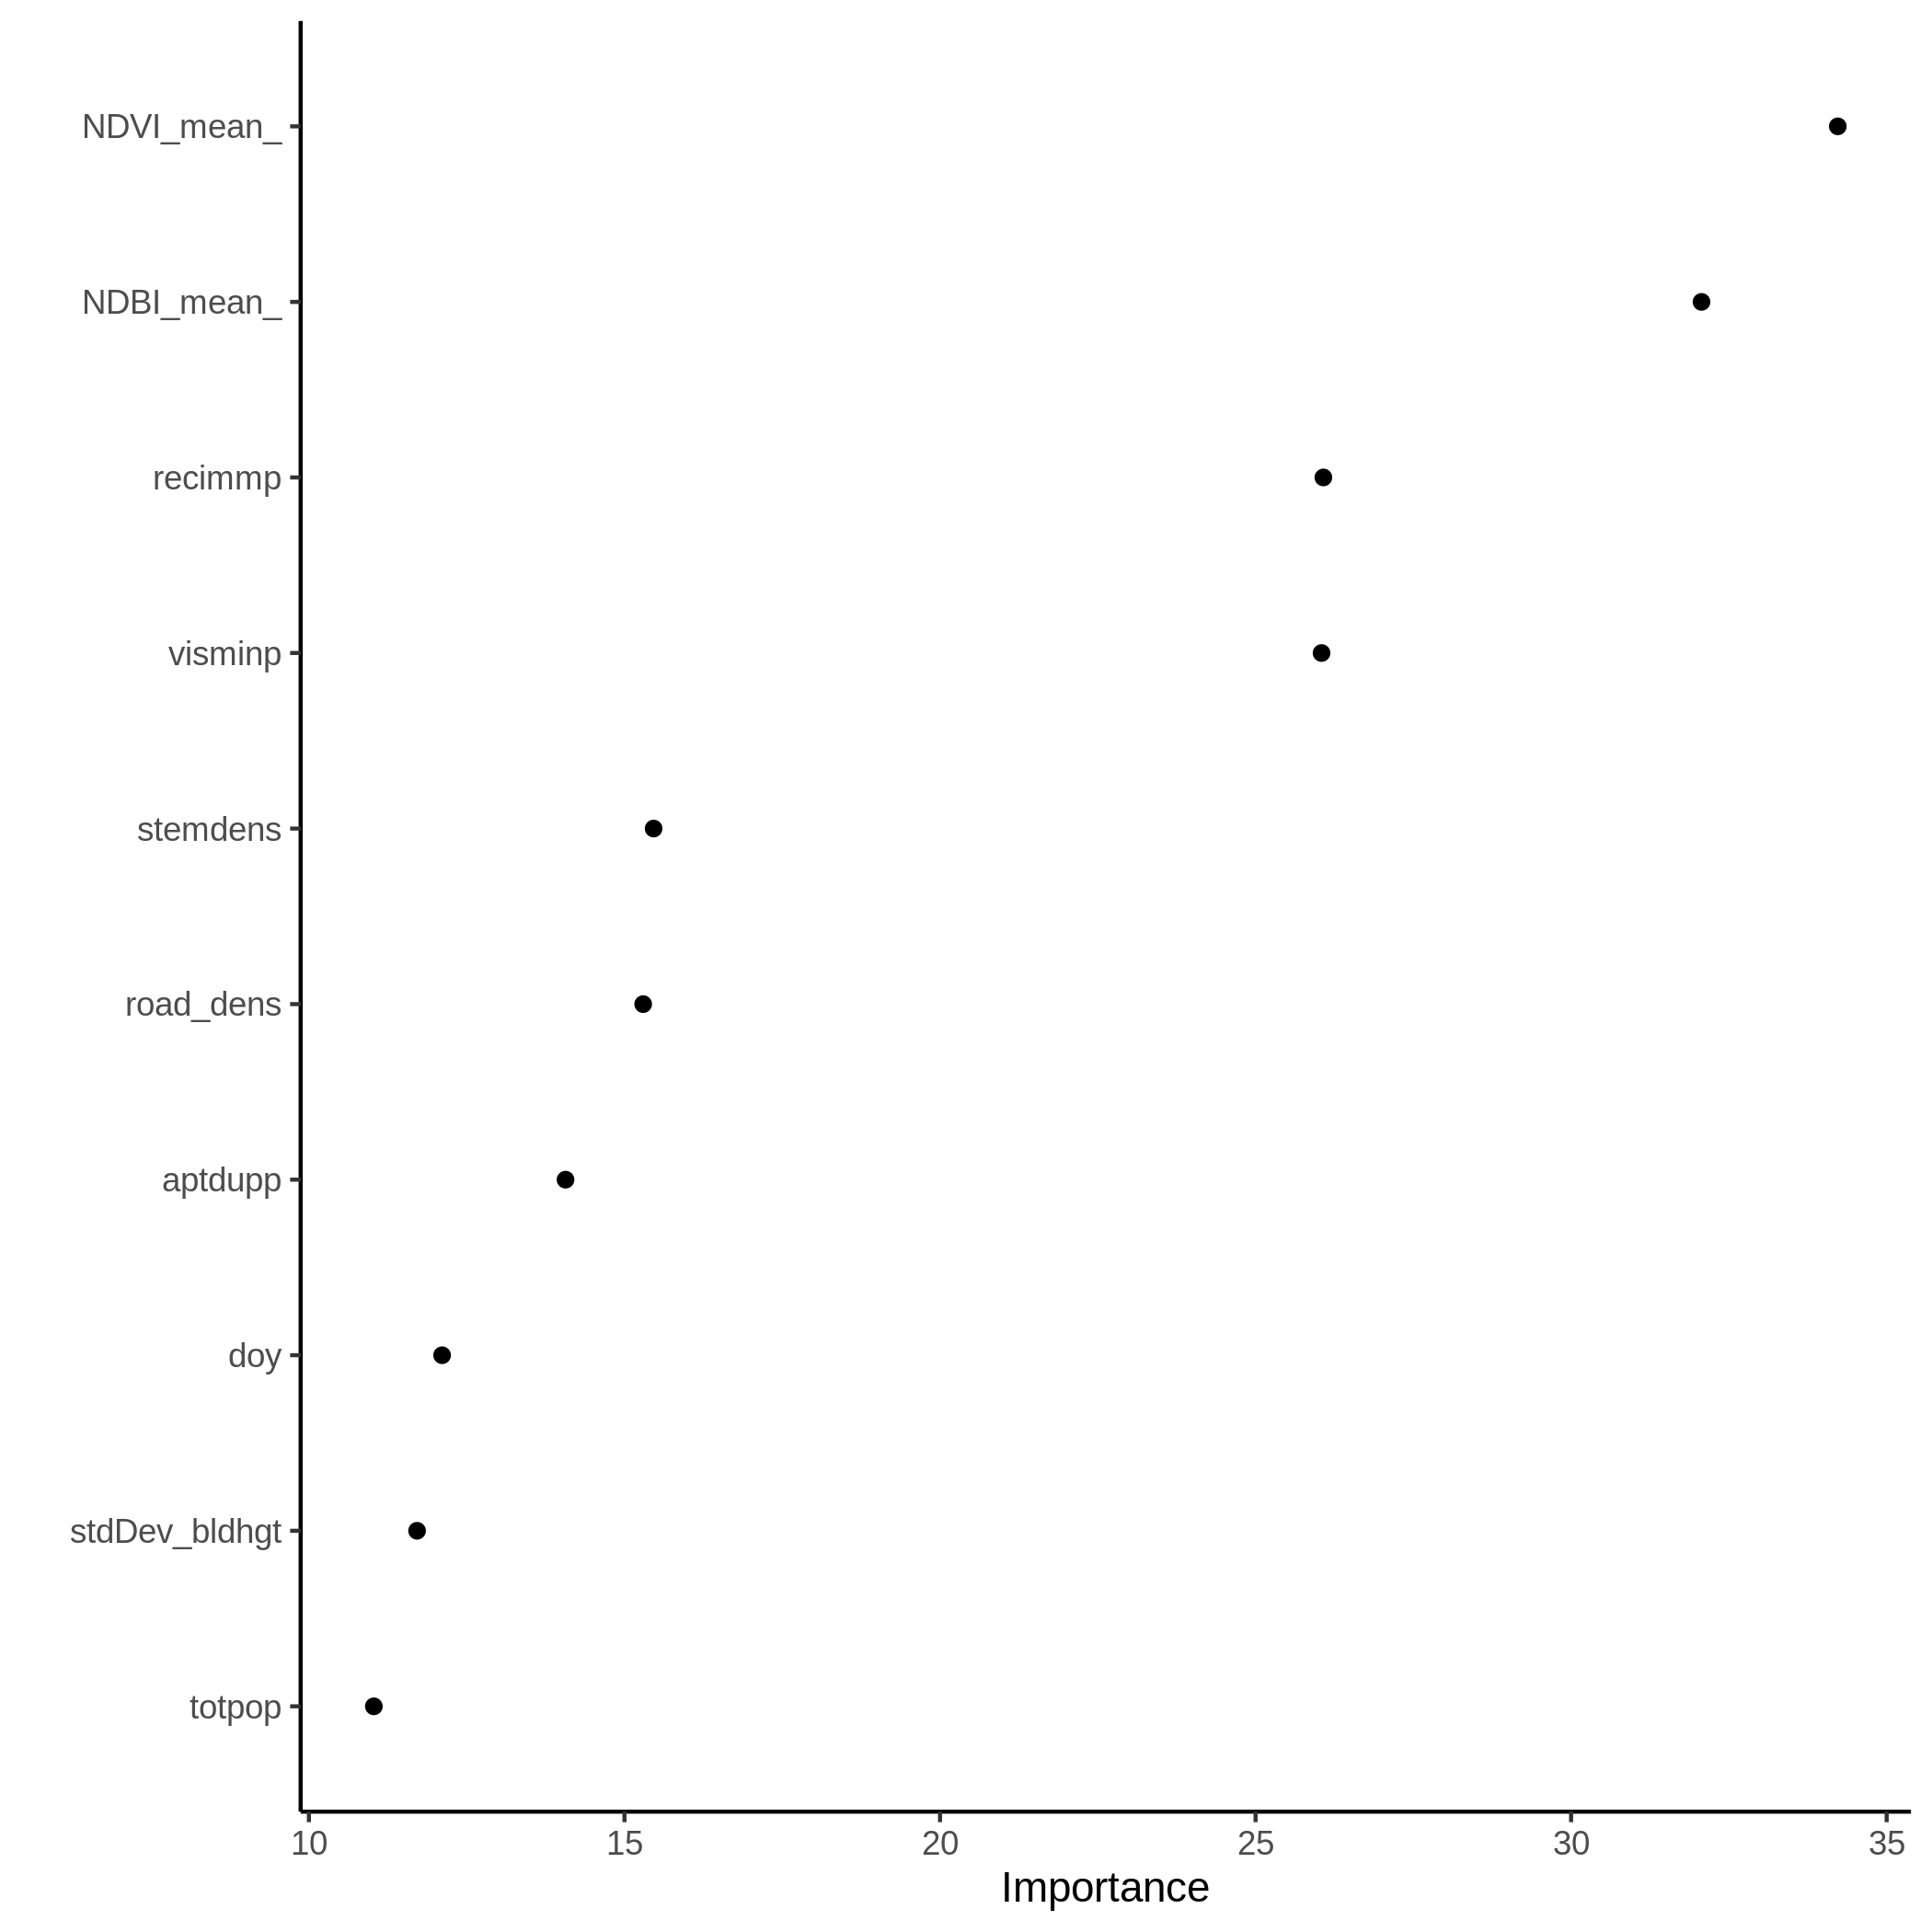 NDVI_mean_
NDBI_mean_
recimmp
visminp
stemdens
road_dens
aptdupp
doy
stdDev_bldhgt
totpop
10 15 20 25 30 35
Importance